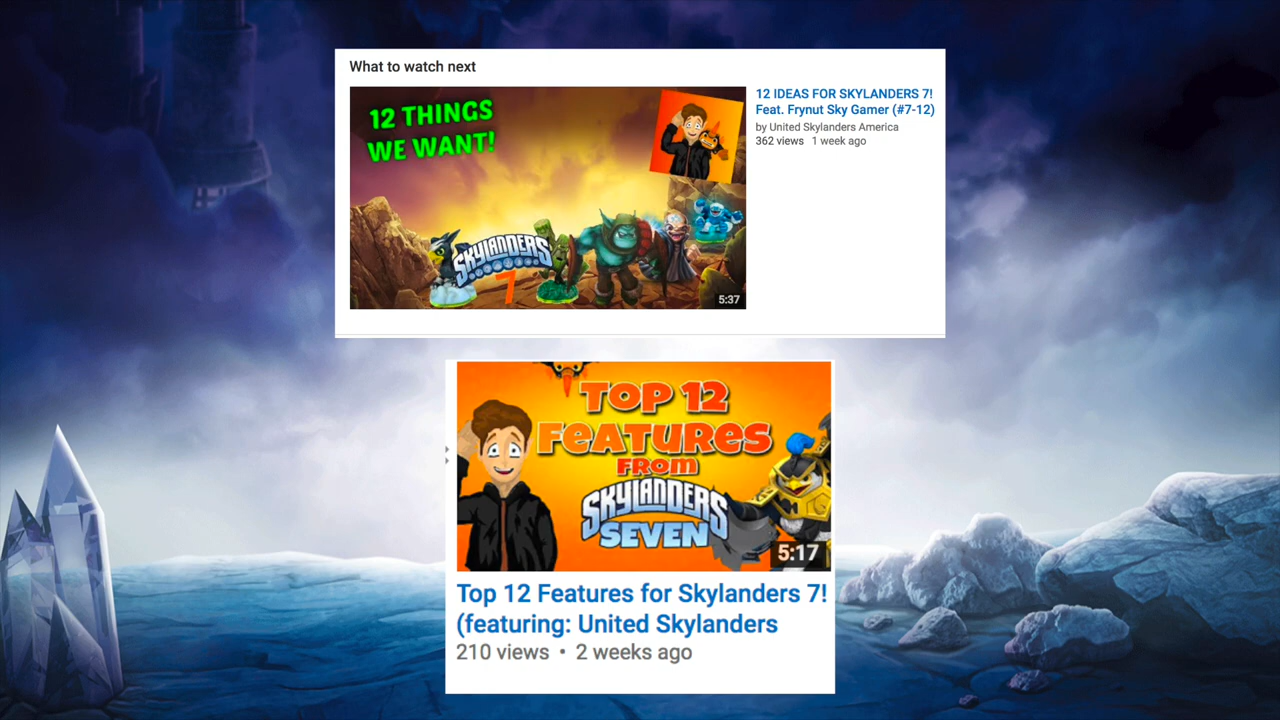 What to watch next
12 THINGS
WE WANT!
SKYLANDERS
7
5:37
12 IDEAS FOR SKYLANDERS 7!
Feat. Frynut Sky Gamer (#7-12)
by United Skylanders America
362 views 1 week ago
TOP 12
FEATURES
FROM
SKYLANDERS
SEVEN
5:17
Top 12 Features for Skylanders 7!
(featuring: United Skylanders
210 views • 2 weeks ago